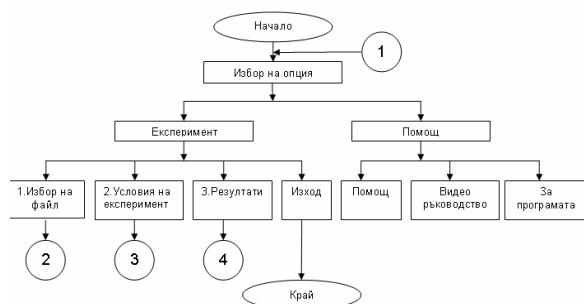 Начало
1
Избор на опция
Експеримент
Помощ
1.Избор на
файл
2.Условия на
експеримент
3.Резултати
Изход
Помощ
Видео
ръководство
За
програмата
2
3
4
Край